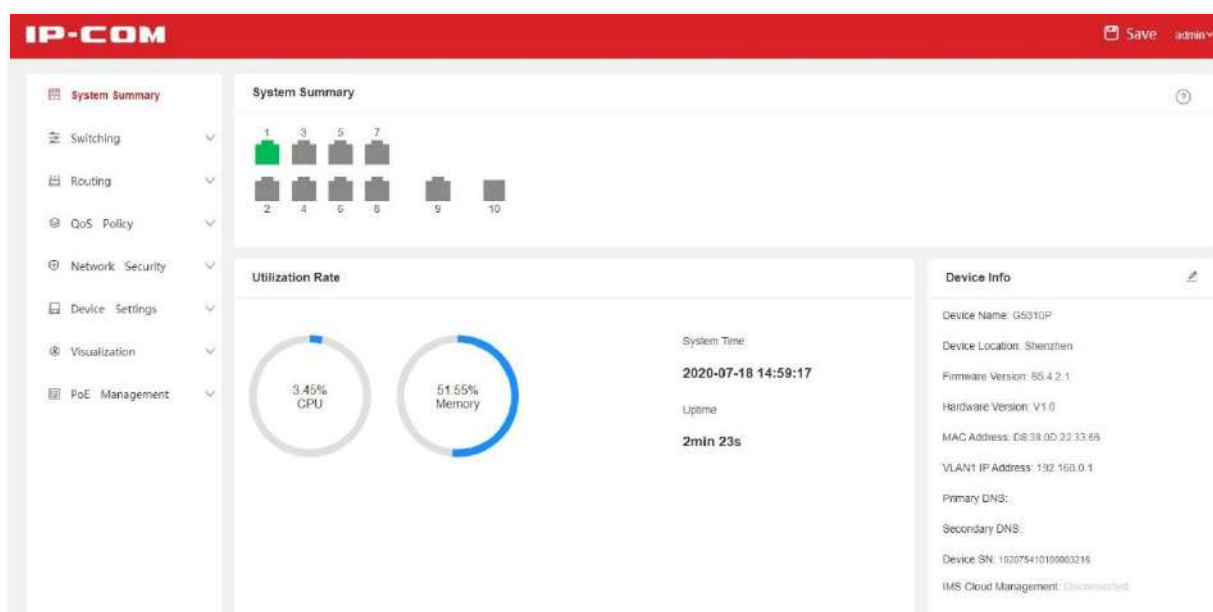 IP-COM
Save admin
System Summary
Switching
Routing
QoS Policy
Network Security
Device Settings
Visualization
PoE Management
System Summary
1 3 5 7
2 4 6 8 9 10
Utilization Rate
3.45%
CPU
51.55%
Memory
System Time
2020-07-18 14:59:17
Uptime
2min 23s
Device Info
Device Name: G5310P
Device Location: Shenzhen
Firmware Version: 65.4.2.1
Hardware Version: V1.0
MAC Address: D8:38:0D:22:33:66
VLAN1 IP Address: 192.168.0.1
Primary DNS:
Secondary DNS:
Device SN: 102075410100003216
IMS Cloud Management: Disconnected